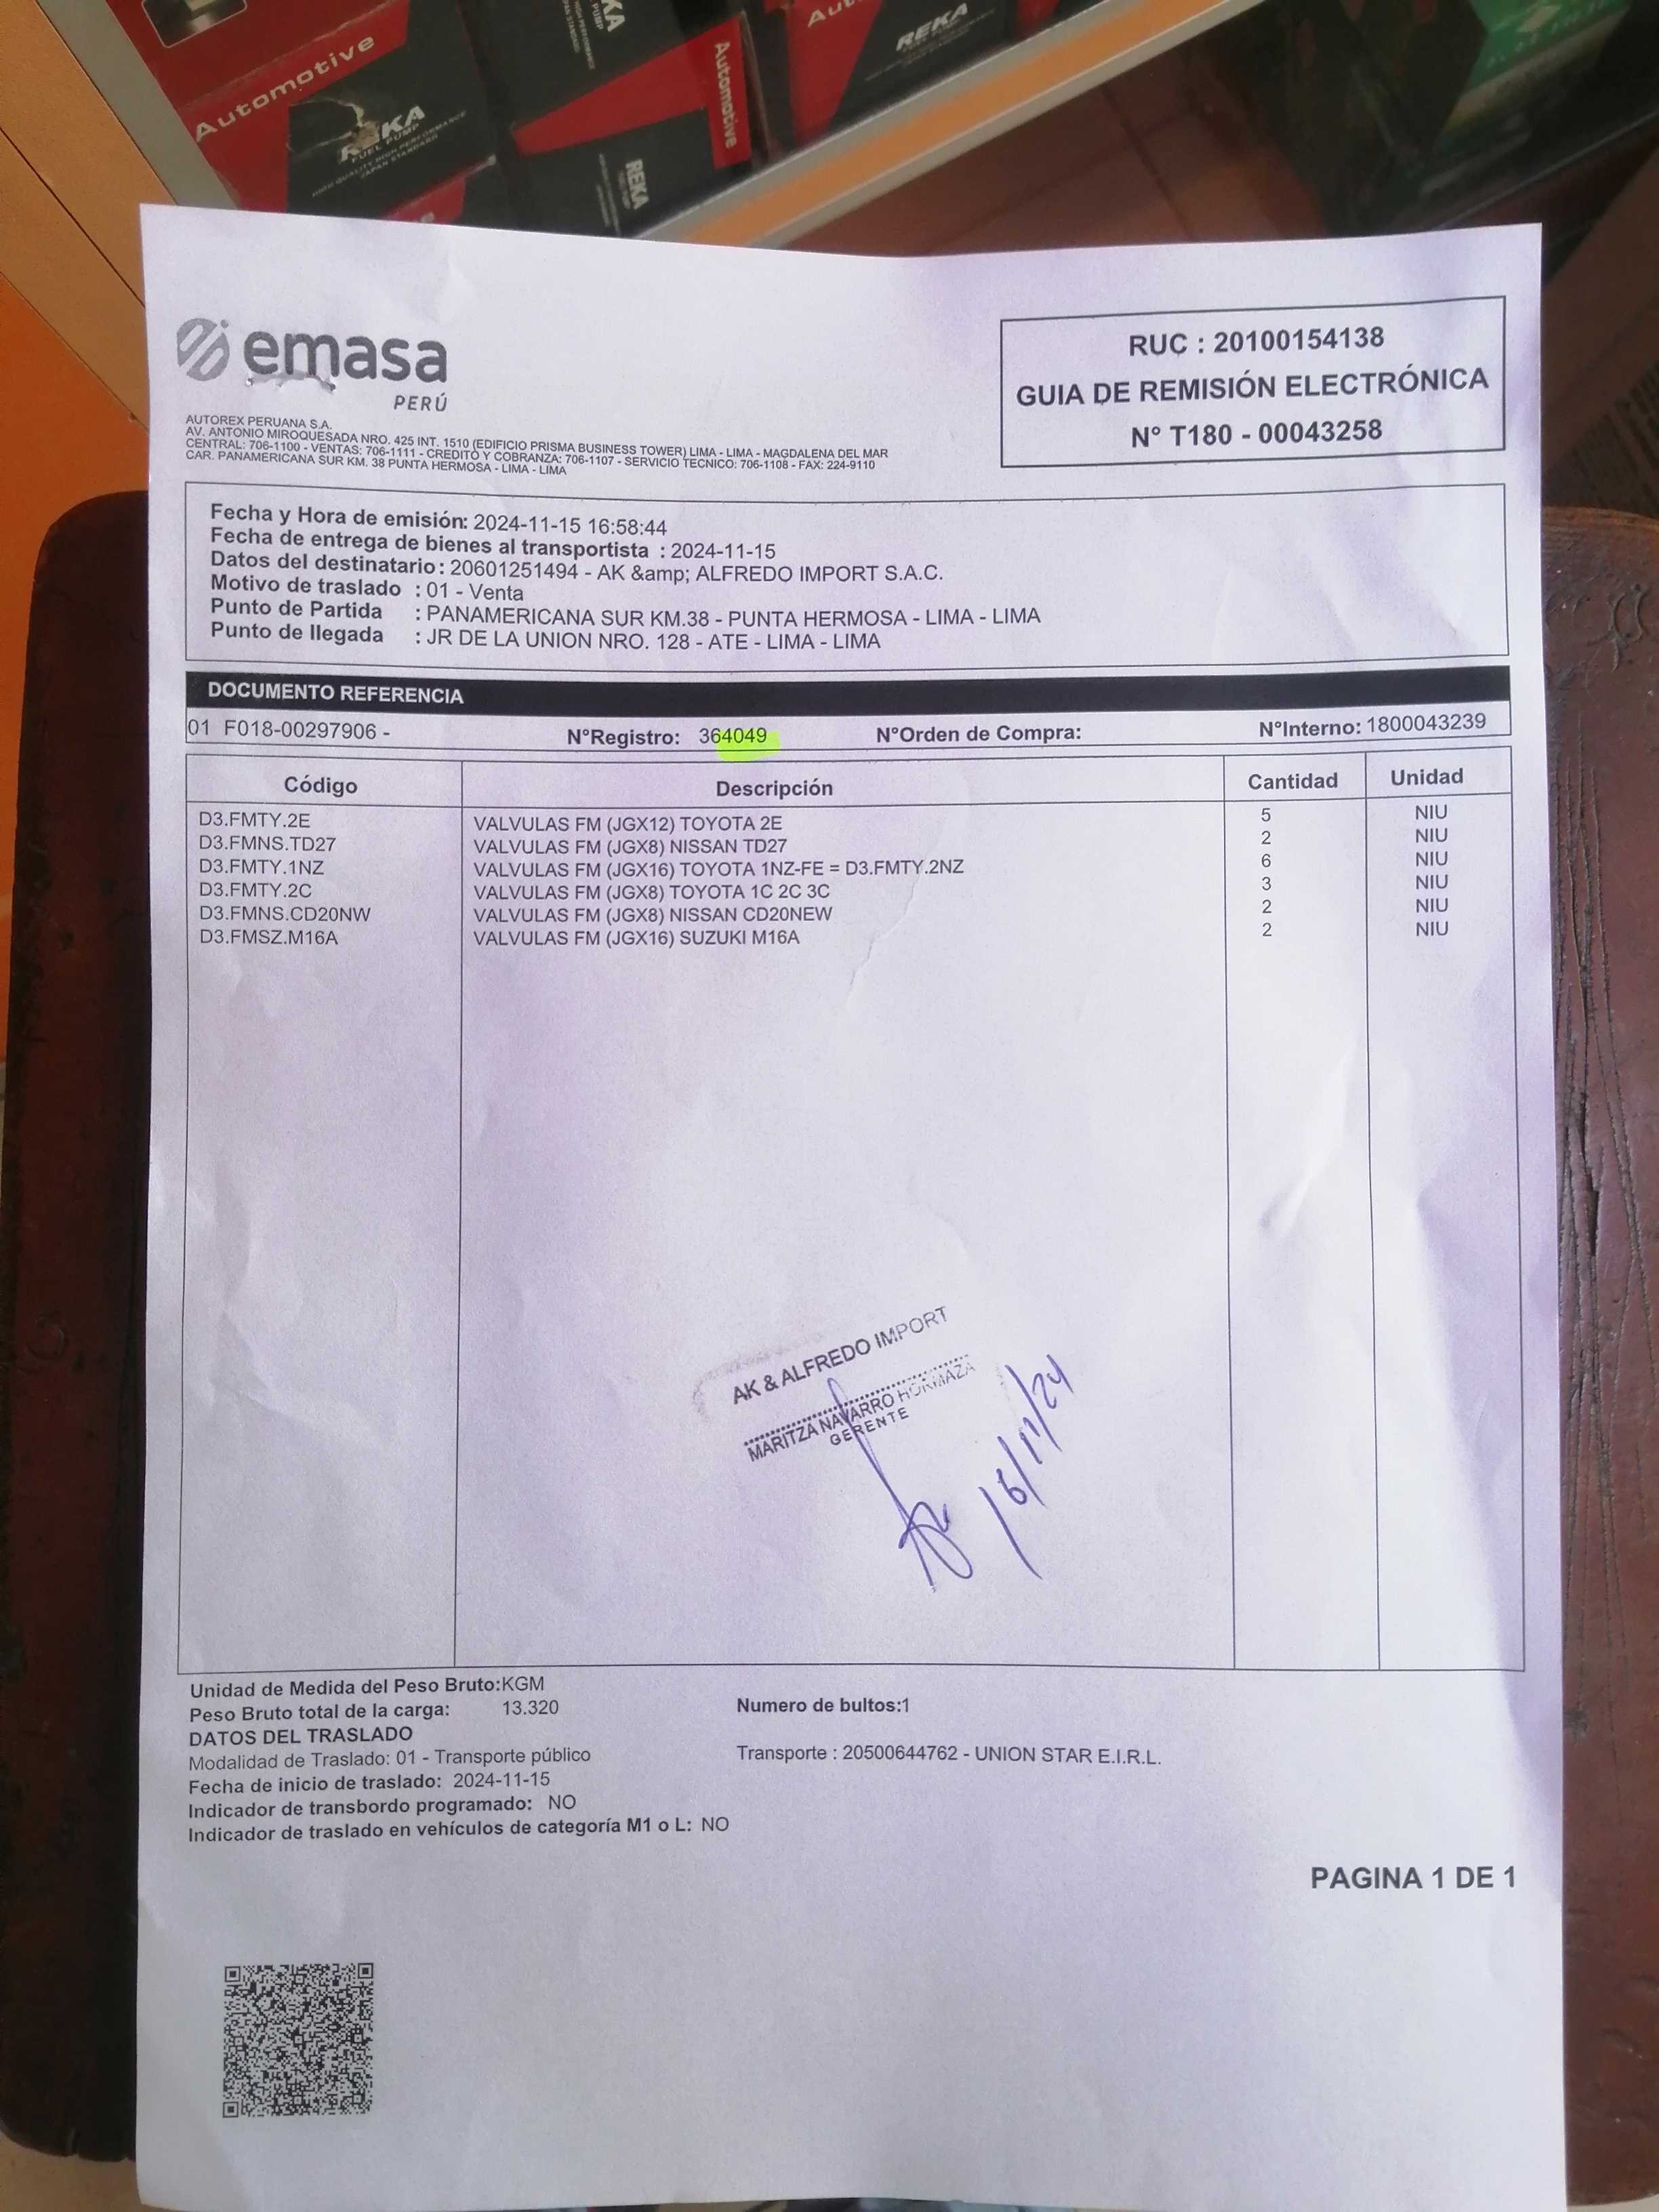 Automotive
REKA
FUEL PUMP
HIGH QUALITY HIGH PERFORMANCE
JAPAN STANDARD
Automotive
REKA
REKA
emasa
PERÚ
AUTOREX PERUANA S.A.
AV. ANTONIO MIROQUESADA NRO. 425 INT. 1510 (EDIFICIO PRISMA BUSINESS TOWER) LIMA - LIMA - MAGDALENA DEL MAR
CENTRAL: 706-1100 - VENTAS: 706-1111 - CREDITO Y COBRANZA: 706-1107 - SERVICIO TECNICO: 706-1108 - FAX: 224-9110
CAR. PANAMERICANA SUR KM. 38 PUNTA HERMOSA - LIMA - LIMA
RUC : 20100154138
GUIA DE REMISIÓN ELECTRÓNICA
N° T180 - 00043258
Fecha y Hora de emisión: 2024-11-15 16:58:44
Fecha de entrega de bienes al transportista : 2024-11-15
Datos del destinatario : 20601251494 - AK &amp; ALFREDO IMPORT S.A.C.
Motivo de traslado : 01 - Venta
Punto de Partida : PANAMERICANA SUR KM.38 - PUNTA HERMOSA - LIMA - LIMA
Punto de llegada : JR DE LA UNION NRO. 128 - ATE - LIMA - LIMA
DOCUMENTO REFERENCIA
01 F018-00297906 - N°Registro: 364049 N°Orden de Compra: N°Interno: 1800043239
Código Descripción Cantidad Unidad
D3.FMTY.2E VALVULAS FM (JGX12) TOYOTA 2E 5 NIU
D3.FMNS.TD27 VALVULAS FM (JGX8) NISSAN TD27 2 NIU
D3.FMTY.1NZ VALVULAS FM (JGX16) TOYOTA 1NZ-FE = D3.FMTY.2NZ 6 NIU
D3.FMTY.2C VALVULAS FM (JGX8) TOYOTA 1C 2C 3C 3 NIU
D3.FMNS.CD20NW VALVULAS FM (JGX8) NISSAN CD20NEW 2 NIU
D3.FMSZ.M16A VALVULAS FM (JGX16) SUZUKI M16A 2 NIU
AK & ALFREDO IMPORT
MARITZA NAVARRO HORMAZA
GERENTE
16/11/24
Unidad de Medida del Peso Bruto:KGM
Peso Bruto total de la carga: 13.320 Numero de bultos:1
DATOS DEL TRASLADO
Modalidad de Traslado: 01 - Transporte público Transporte : 20500644762 - UNION STAR E.I.R.L.
Fecha de inicio de traslado: 2024-11-15
Indicador de transbordo programado: NO
Indicador de traslado en vehículos de categoría M1 o L: NO
PAGINA 1 DE 1